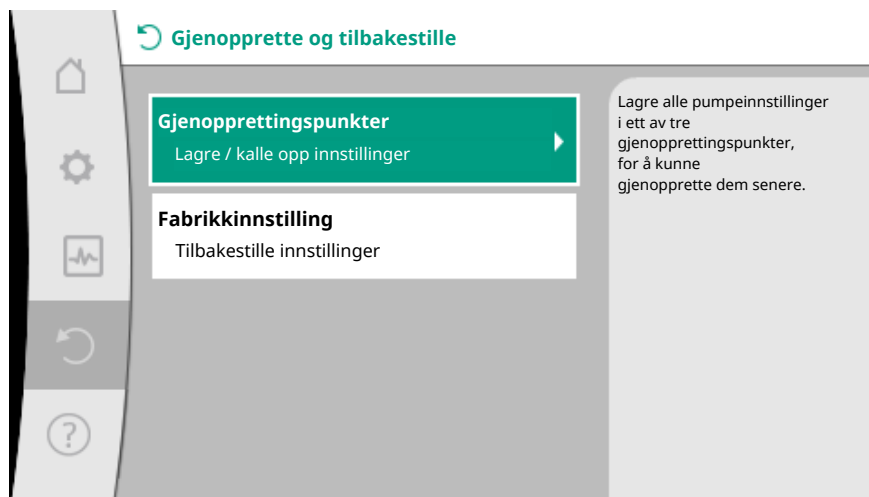 Gjenopprette og tilbakestille
Gjenopprettingspunkter
Lagre / kalle opp innstillinger
Fabrikkinnstilling
Tilbakestille innstillinger
Lagre alle pumpeinnstillinger
i ett av tre
gjenopprettingspunkter,
for å kunne
gjenopprette dem senere.
?